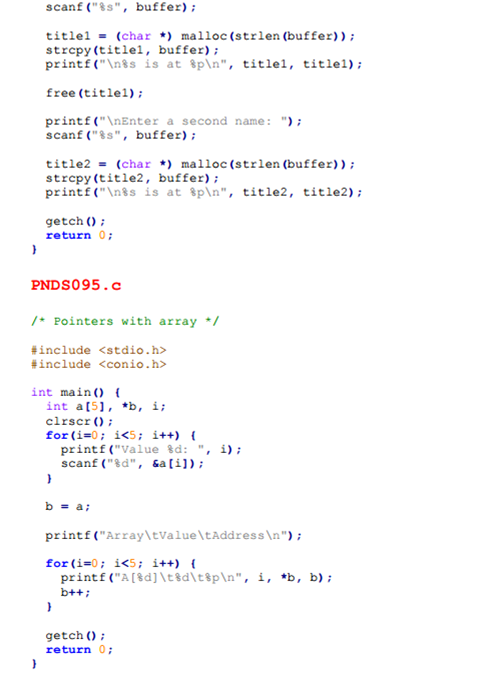 scanf("%s", buffer);
title1 = (char *) malloc(strlen(buffer));
strcpy(title1, buffer);
printf("\n%s is at %p\n", title1, title1);
free(title1);
printf("\nEnter a second name: ");
scanf("%s", buffer);
title2 = (char *) malloc(strlen(buffer));
strcpy(title2, buffer);
printf("\n%s is at %p\n", title2, title2);
getch();
return 0;
}
PNDS095.c
/* Pointers with array */
#include <stdio.h>
#include <conio.h>
int main() {
int a[5], *b, i;
clrscr();
for(i=0; i<5; i++) {
printf("Value %d: ", i);
scanf("%d", &a[i]);
}
b = a;
printf("Array\tValue\tAddress\n");
for(i=0; i<5; i++) {
printf("A[%d]\t%d\t%p\n", i, *b, b);
b++;
}
getch();
return 0;
}